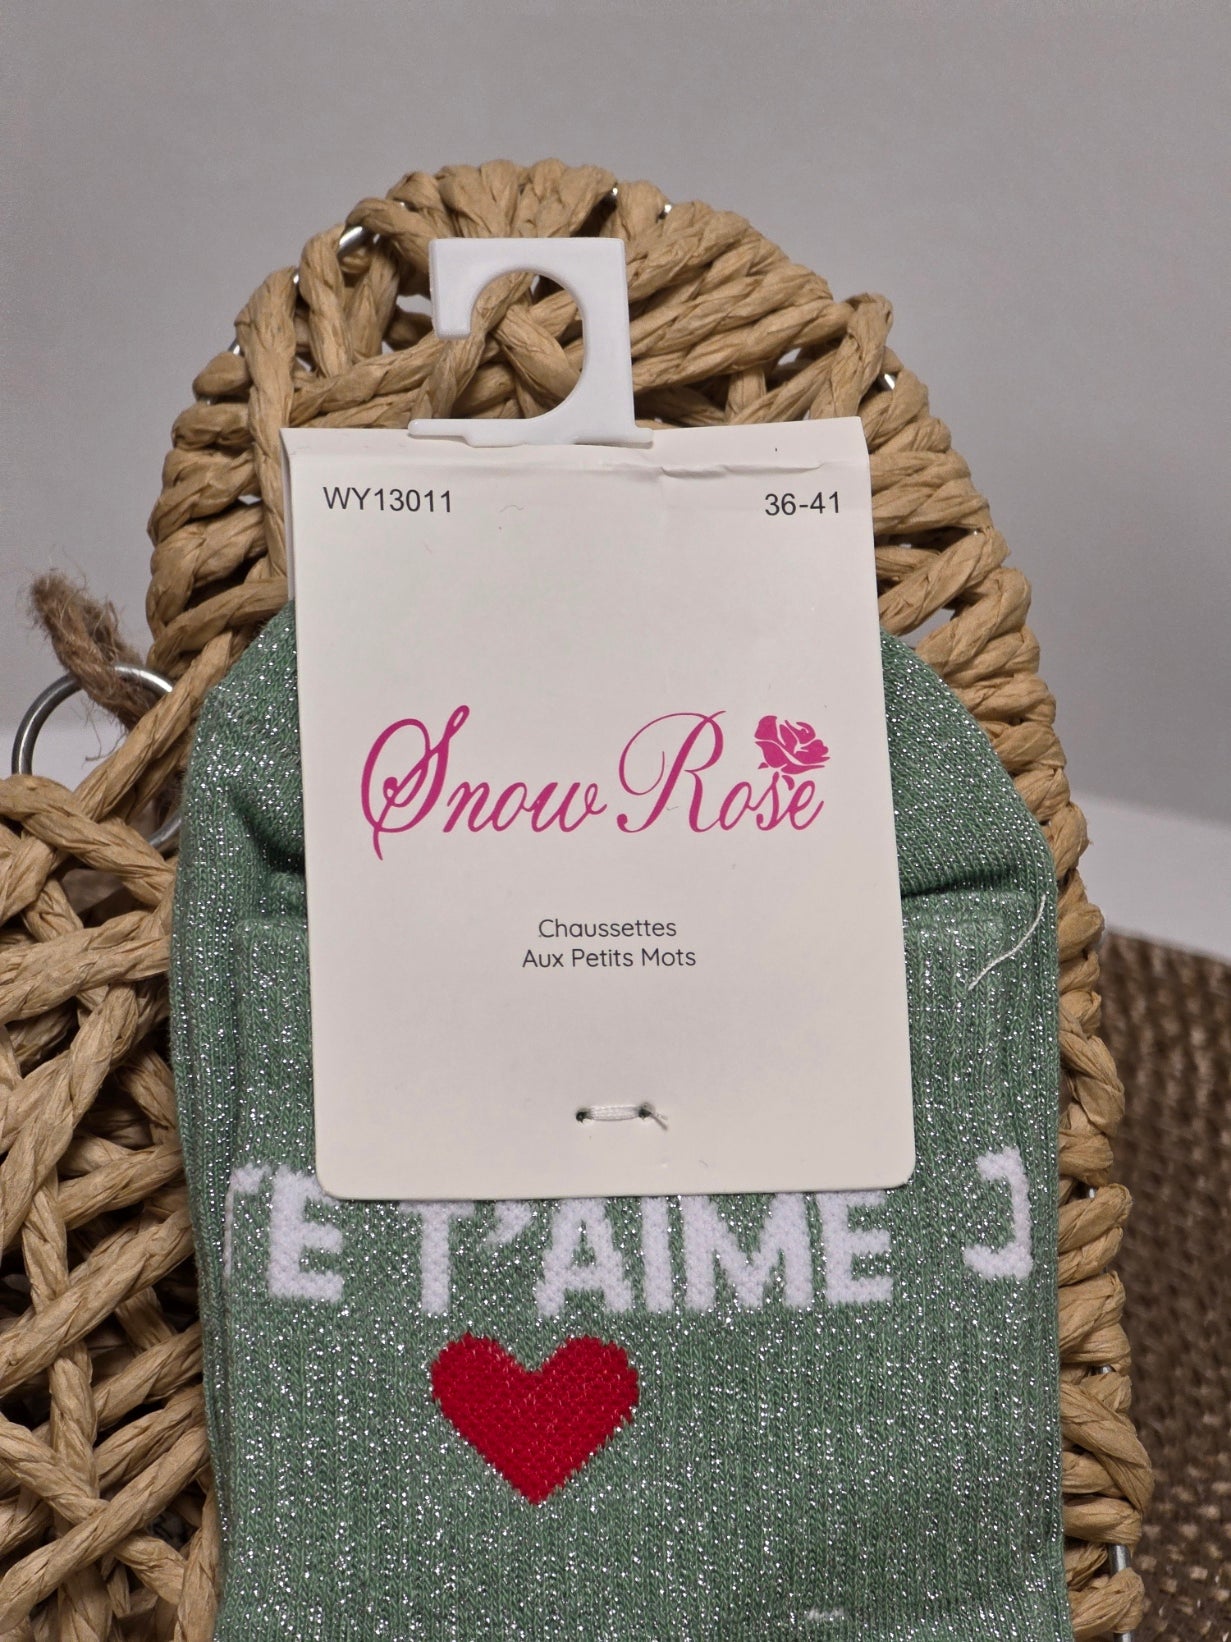 WY13011 36-41
Snow Rose
Chaussettes
Aux Petits Mots
E T'AIME J